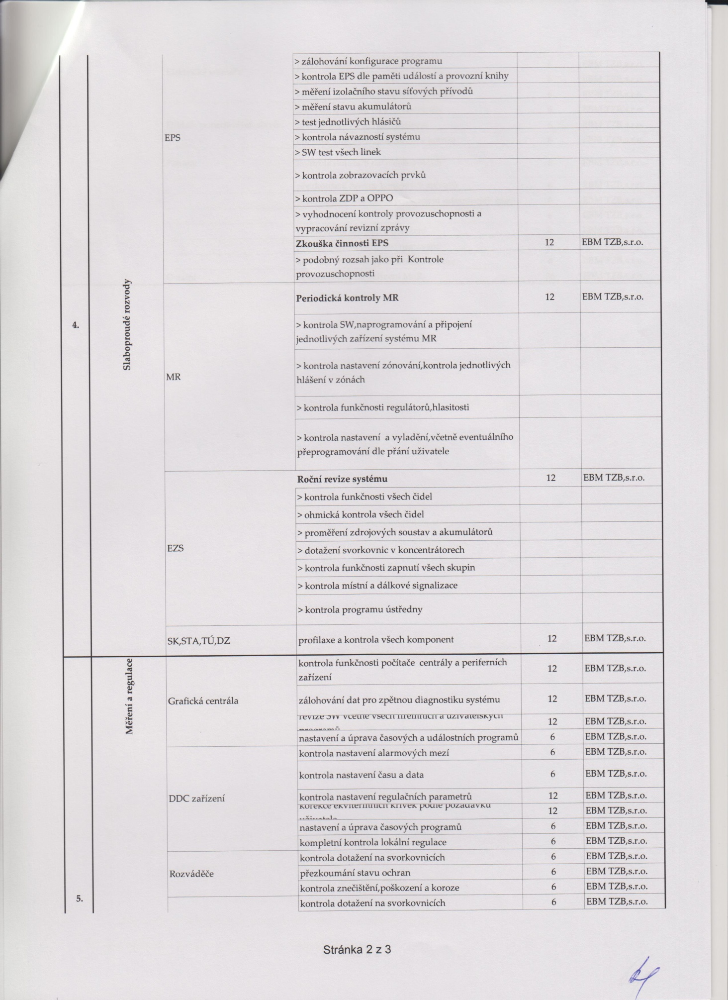 > zálohování konfigurace programu
> kontrola EPS dle paměti událostí a provozní knihy
> měření izolačního stavu síťových přívodů
> měření stavu akumulátorů
> test jednotlivých hlásičů
EPS
> kontrola návazností systému
> SW test všech linek
> kontrola zobrazovacích prvků
> kontrola ZDP a OPPO
> vyhodnocení kontroly provozuschopnosti a
vypracování revizní zprávy
Zkouška činnosti EPS 12 EBM TZB,s.r.o.
> podobný rozsah jako při Kontrole
provozuschopnosti
4.
Slaboproudé rozvody
MR
Periodická kontroly MR 12 EBM TZB,s.r.o.
> kontrola SW,naprogramování a připojení
jednotlivých zařízení systému MR
> kontrola nastavení zónování,kontrola jednotlivých
hlášení v zónách
> kontrola funkčnosti regulátorů,hlasitosti
> kontrola nastavení a vyladění,včetně eventuálního
přeprogramování dle přání uživatele
EZS
Roční revize systému 12 EBM TZB,s.r.o.
> kontrola funkčnosti všech čidel
> ohmická kontrola všech čidel
> proměření zdrojových soustav a akumulátorů
> dotažení svorkovnic v koncentrátorech
> kontrola funkčnosti zapnutí všech skupin
> kontrola místní a dálkové signalizace
> kontrola programu ústředny
SK,STA,TÚ,DZ profilaxe a kontrola všech komponent 12 EBM TZB,s.r.o.
5.
Měření a regulace
Grafická centrála
kontrola funkčnosti počítače centrály a periferních
zařízení 12 EBM TZB,s.r.o.
zálohování dat pro zpětnou diagnostiku systému 12 EBM TZB,s.r.o.
revize SW včetně všech firemních a uživatelských
programů 12 EBM TZB,s.r.o.
nastavení a úprava časových a událostních programů 6 EBM TZB,s.r.o.
DDC zařízení
kontrola nastavení alarmových mezí 6 EBM TZB,s.r.o.
kontrola nastavení času a data 6 EBM TZB,s.r.o.
kontrola nastavení regulačních parametrů 12 EBM TZB,s.r.o.
korekce ekvitermních křivek podle požadavků
uživatele 12 EBM TZB,s.r.o.
nastavení a úprava časových programů 6 EBM TZB,s.r.o.
kompletní kontrola lokální regulace 6 EBM TZB,s.r.o.
Rozváděče
kontrola dotažení na svorkovnicích 6 EBM TZB,s.r.o.
přezkoumání stavu ochran 6 EBM TZB,s.r.o.
kontrola znečištění,poškození a koroze 6 EBM TZB,s.r.o.
kontrola dotažení na svorkovnicích 6 EBM TZB,s.r.o.
Stránka 2 z 3